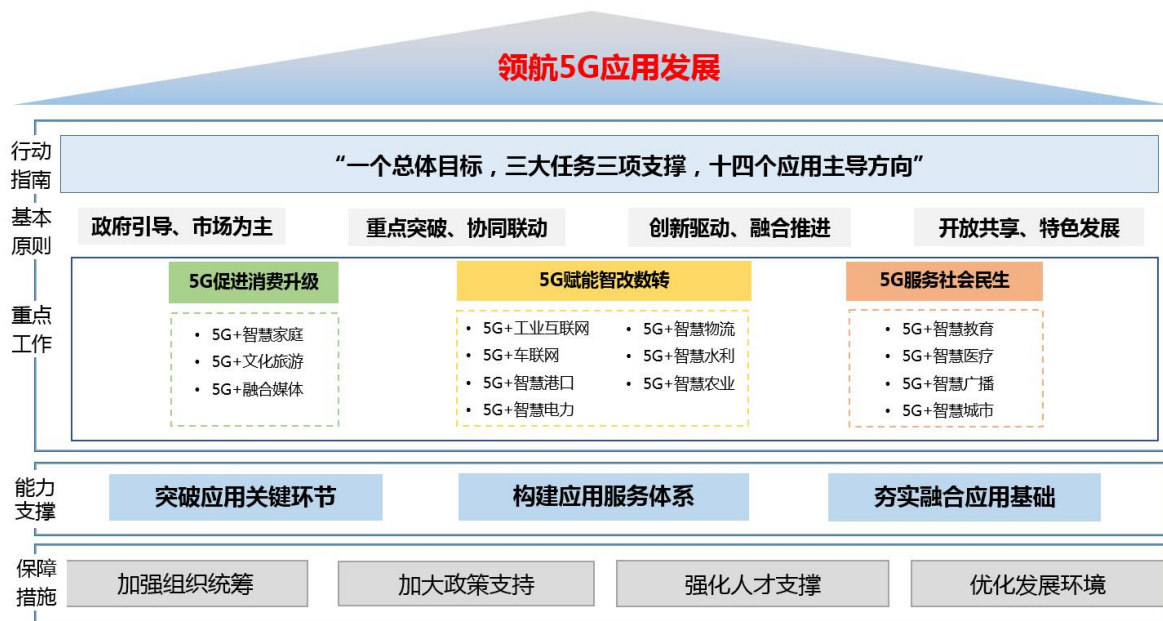 领航5G应用发展
行动
指南
“一个总体目标，三大任务三项支撑，十四个应用主导方向”
基本
原则
政府引导、市场为主
重点突破、协同联动
创新驱动、融合推进
开放共享、特色发展
重点
工作
5G促进消费升级
• 5G+智慧家庭
• 5G+文化旅游
• 5G+融合媒体
5G赋能智改数转
• 5G+工业互联网
• 5G+车联网
• 5G+智慧港口
• 5G+智慧电力
• 5G+智慧物流
• 5G+智慧水利
• 5G+智慧农业
5G服务社会民生
• 5G+智慧教育
• 5G+智慧医疗
• 5G+智慧广播
• 5G+智慧城市
能力
支撑
突破应用关键环节
构建应用服务体系
夯实融合应用基础
保障
措施
加强组织统筹
加大政策支持
强化人才支撑
优化发展环境